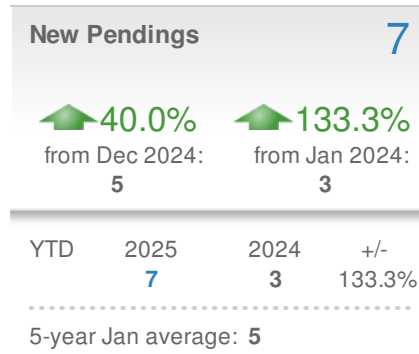 New Pendings 7
40.0% 133.3%
from Dec 2024: from Jan 2024:
5 3
YTD 2025 2024 +/-
7 3 133.3%
5-year Jan average: 5